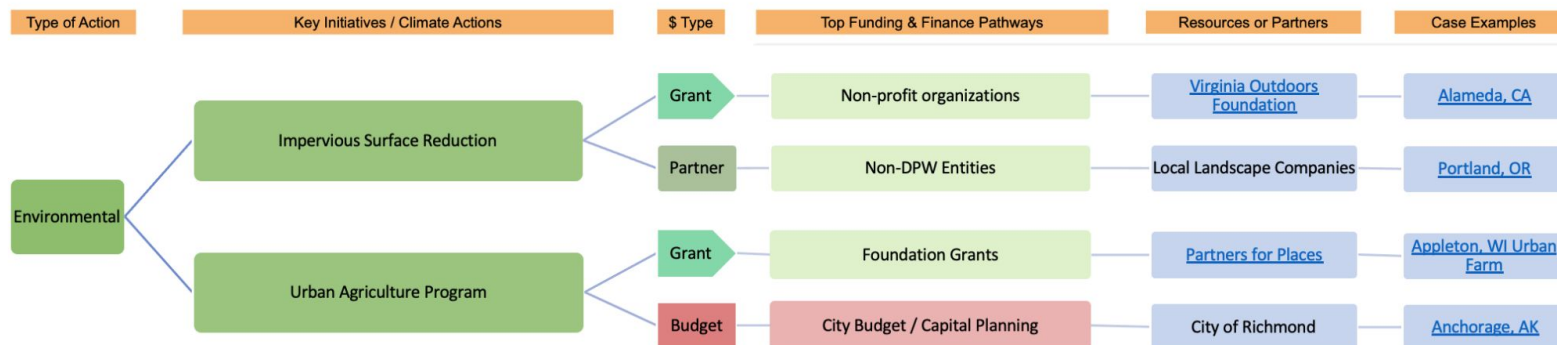 Type of Action
Key Initiatives / Climate Actions
$ Type
Top Funding & Finance Pathways
Resources or Partners
Case Examples
Environmental
Impervious Surface Reduction
Grant
Non-profit organizations
Virginia Outdoors
Foundation
Alameda, CA
Partner
Non-DPW Entities
Local Landscape Companies
Portland, OR
Urban Agriculture Program
Grant
Foundation Grants
Partners for Places
Appleton, WI Urban
Farm
Budget
City Budget / Capital Planning
City of Richmond
Anchorage, AK